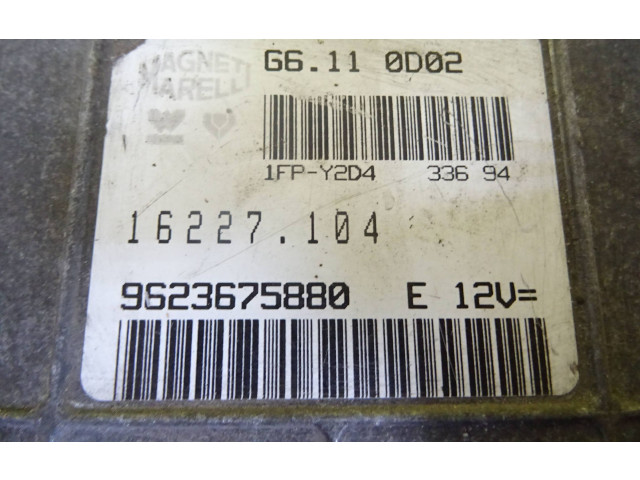 MAGNETI
MARELLI
G6.11 0D02
1FP-Y2D4 336 94
16227.104
9623675880 E 12V=